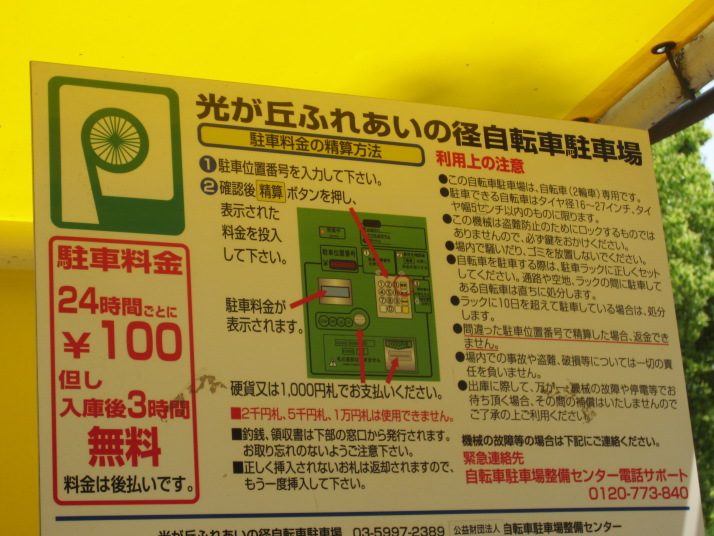 光が丘ふれあいの径自転車駐車場
駐車料金の精算方法
❶駐車位置番号を入力して下さい。
❷確認後 精算 ボタンを押し、
表示された
料金を投入
して下さい。
駐車位置番号
駐車料金が
表示されます。
硬貨又は1,000円札でお支払いください。
■2千円札、5千円札、1万円札は使用できません。
■釣銭、領収書は下部の窓口から発行されます。
お取り忘れのないようご注意下さい。
■正しく挿入されないお札は返却されますので、
もう一度挿入して下さい。
駐車料金
24時間ごとに
¥100
但し
入庫後3時間
無料
料金は後払いです。
利用上の注意
●この自転車駐車場は、自転車(2輪車)専用です。
●駐車できる自転車はタイヤ径16~27インチ、タイ
ヤ幅5センチ以内のものに限ります。
●この機械は盗難防止のためにロックするものでは
ありませんので、必ず鍵をおかけください。
●場内で騒いだり、ゴミを放置しないでください。
●自転車を駐車する際は、駐車ラックに正しくセット
してください。通路や空地、ラックの間に駐車して
ある自転車は直ちに処分します。
●ラックに10日を超えて駐車している場合は、処分
します。
●間違った駐車位置番号で精算した場合、返金でき
ません。
●場内での事故や盗難、破損等については一切の責
任を負いません。
●出庫に際して、万が一、機械の故障や停電等でお
待ち頂く場合、その間の補償はいたしませんので
ご了承の上ご利用ください。
機械の故障等の場合は下記にご連絡ください。
緊急連絡先
自転車駐車場整備センター電話サポート
0120-773-840
光が丘ふれあいの径自転車駐車場 03-5997-2389 公益財団法人 自転車駐車場整備センター